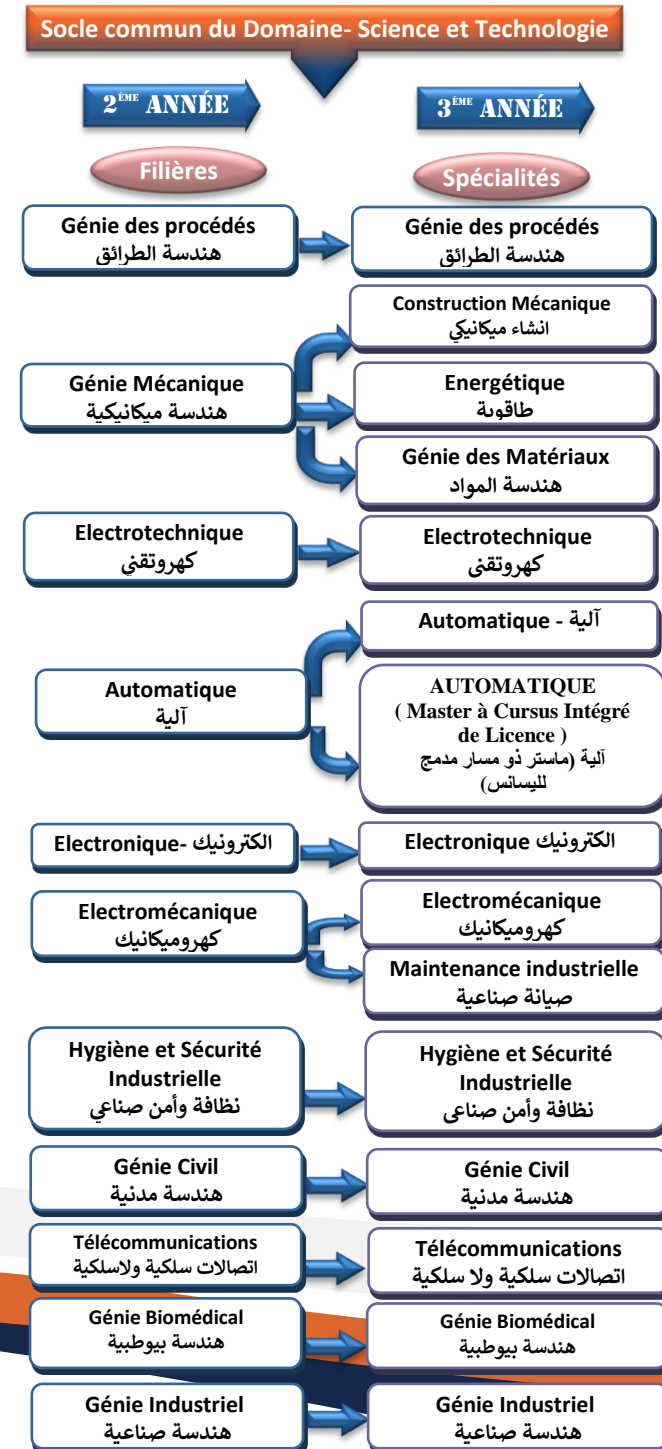 Socle commun du Domaine- Science et Technologie
2ÈME ANNÉE
3ÈME ANNÉE
Filières
Spécialités
Génie des procédés
هندسة الطرائق
Génie des procédés
هندسة الطرائق
Génie Mécanique
هندسة ميكانيكية
Construction Mécanique
انشاء ميكانيكي
Energétique
طاقوية
Génie des Matériaux
هندسة المواد
Electrotechnique
كهروتقني
Electrotechnique
كهروتقني
Automatique
آلية
Automatique - آلية
AUTOMATIQUE
( Master à Cursus Intégré
de Licence )
آلية (ماستر ذو مسار مدمج
لليسانس)
Electronique- الكترونيك
Electronique الكترونيك
Electromécanique
كهروميكانيك
Electromécanique
كهروميكانيك
Maintenance industrielle
صيانة صناعية
Hygiène et Sécurité
Industrielle
نظافة وأمن صناعي
Hygiène et Sécurité
Industrielle
نظافة وأمن صناعي
Génie Civil
هندسة مدنية
Génie Civil
هندسة مدنية
Télécommunications
اتصالات سلكية ولاسلكية
Télécommunications
اتصالات سلكية ولا سلكية
Génie Biomédical
هندسة بيوطبية
Génie Biomédical
هندسة بيوطبية
Génie Industriel
هندسة صناعية
Génie Industriel
هندسة صناعية